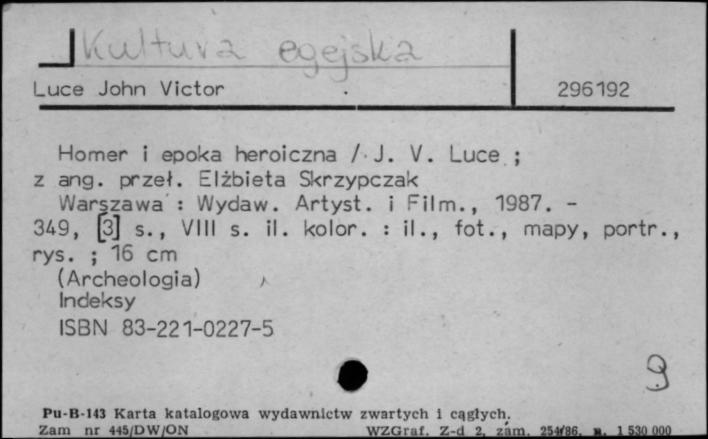 Kultura egejska
Luce John Victor 296192
Homer i epoka heroiczna / J. V. Luce ;
z ang. przeł. Elżbieta Skrzypczak
Warszawa : Wydaw. Artyst. i Film., 1987. -
349, [3] s., VIII s. il. kolor. : il., fot., mapy, portr.,
rys. ; 16 cm
(Archeologia)
Indeksy
ISBN 83-221-0227-5
9
Pu-B-143 Karta katalogowa wydawnictw zwartych i ciągłych.
Zam nr 445/DW/ON WZGraf. Z-d 2, zam. 254/86, n. 1 530 000